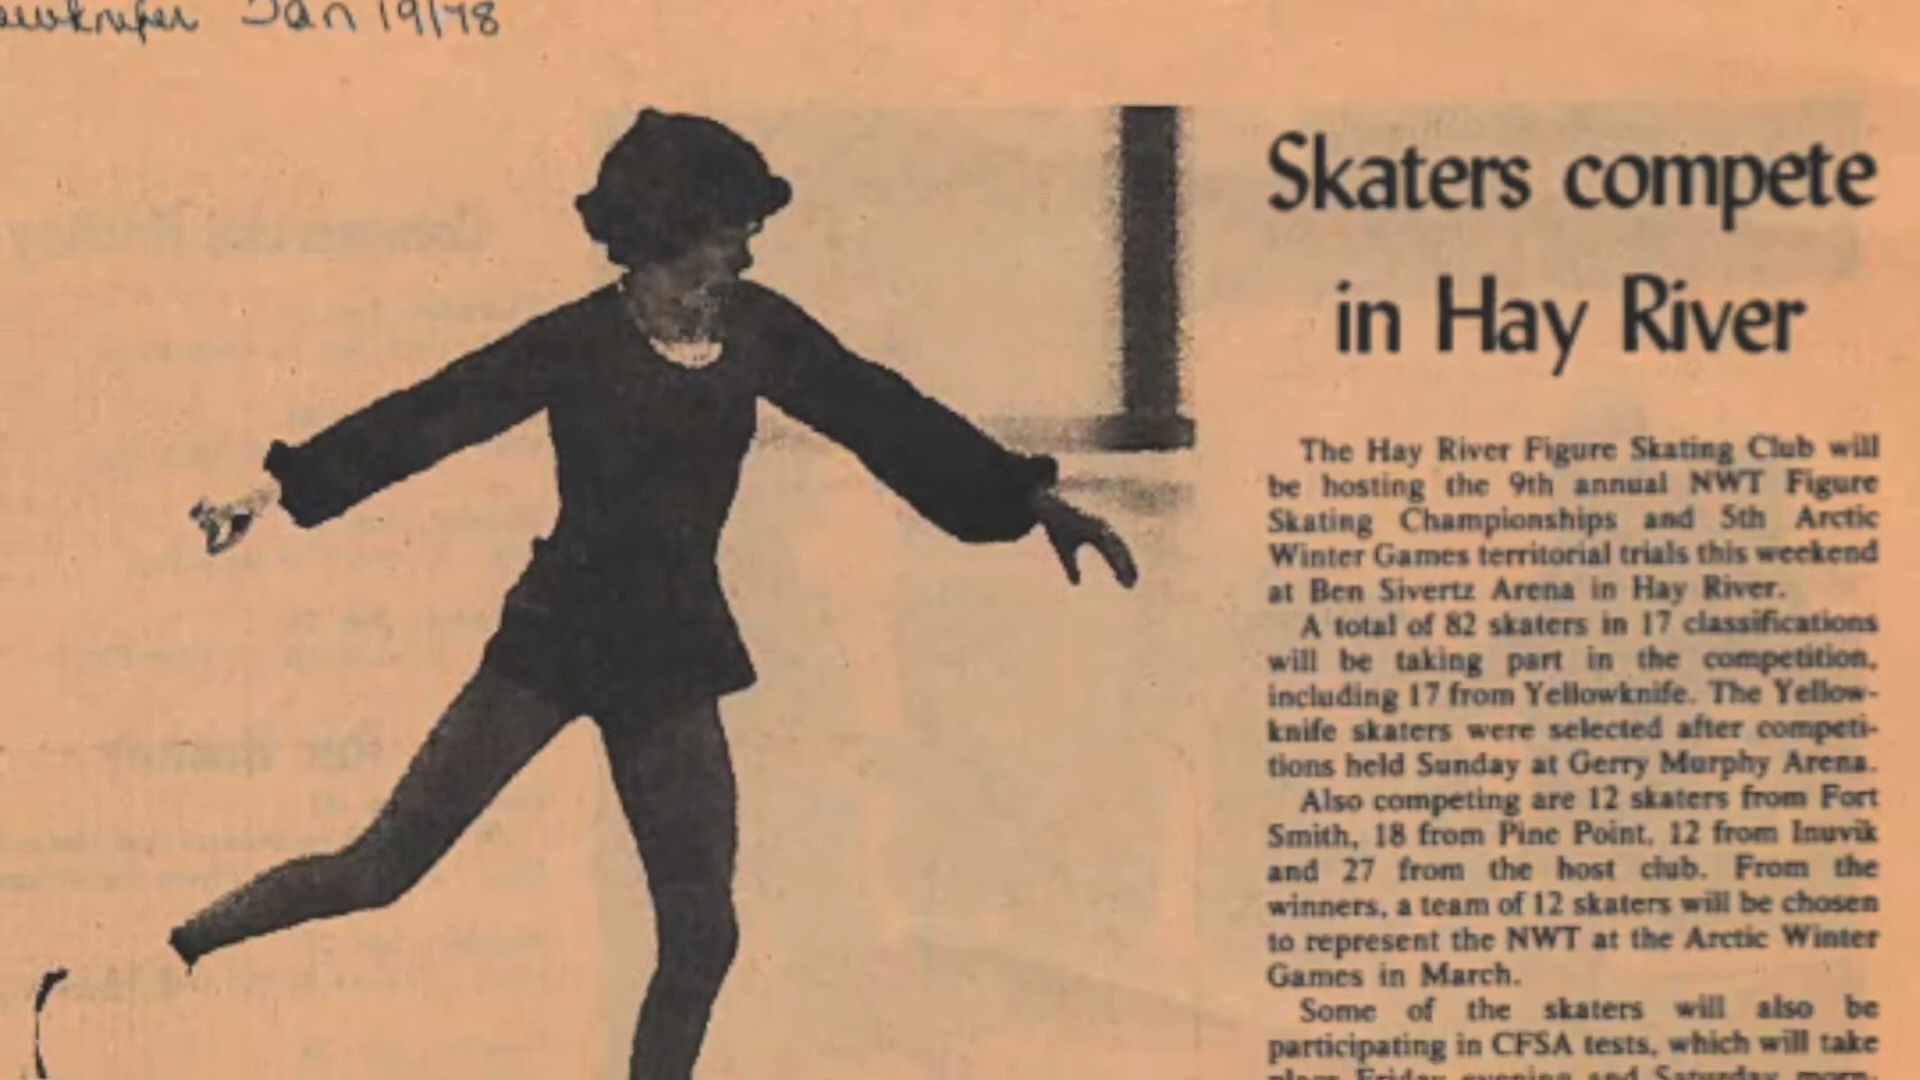 Jan 19/78
Skaters compete
in Hay River
The Hay River Figure Skating Club will
be hosting the 9th annual NWT Figure
Skating Championships and 5th Arctic
Winter Games territorial trials this weekend
at Ben Sivertz Arena in Hay River.
A total of 82 skaters in 17 classifications
will be taking part in the competition,
including 17 from Yellowknife. The Yellow-
knife skaters were selected after competi-
tions held Sunday at Gerry Murphy Arena.
Also competing are 12 skaters from Fort
Smith, 18 from Pine Point, 12 from Inuvik
and 27 from the host club. From the
winners, a team of 12 skaters will be chosen
to represent the NWT at the Arctic Winter
Games in March.
Some of the skaters will also be
participating in CFSA tests, which will take
place Friday evening and Saturday morn-